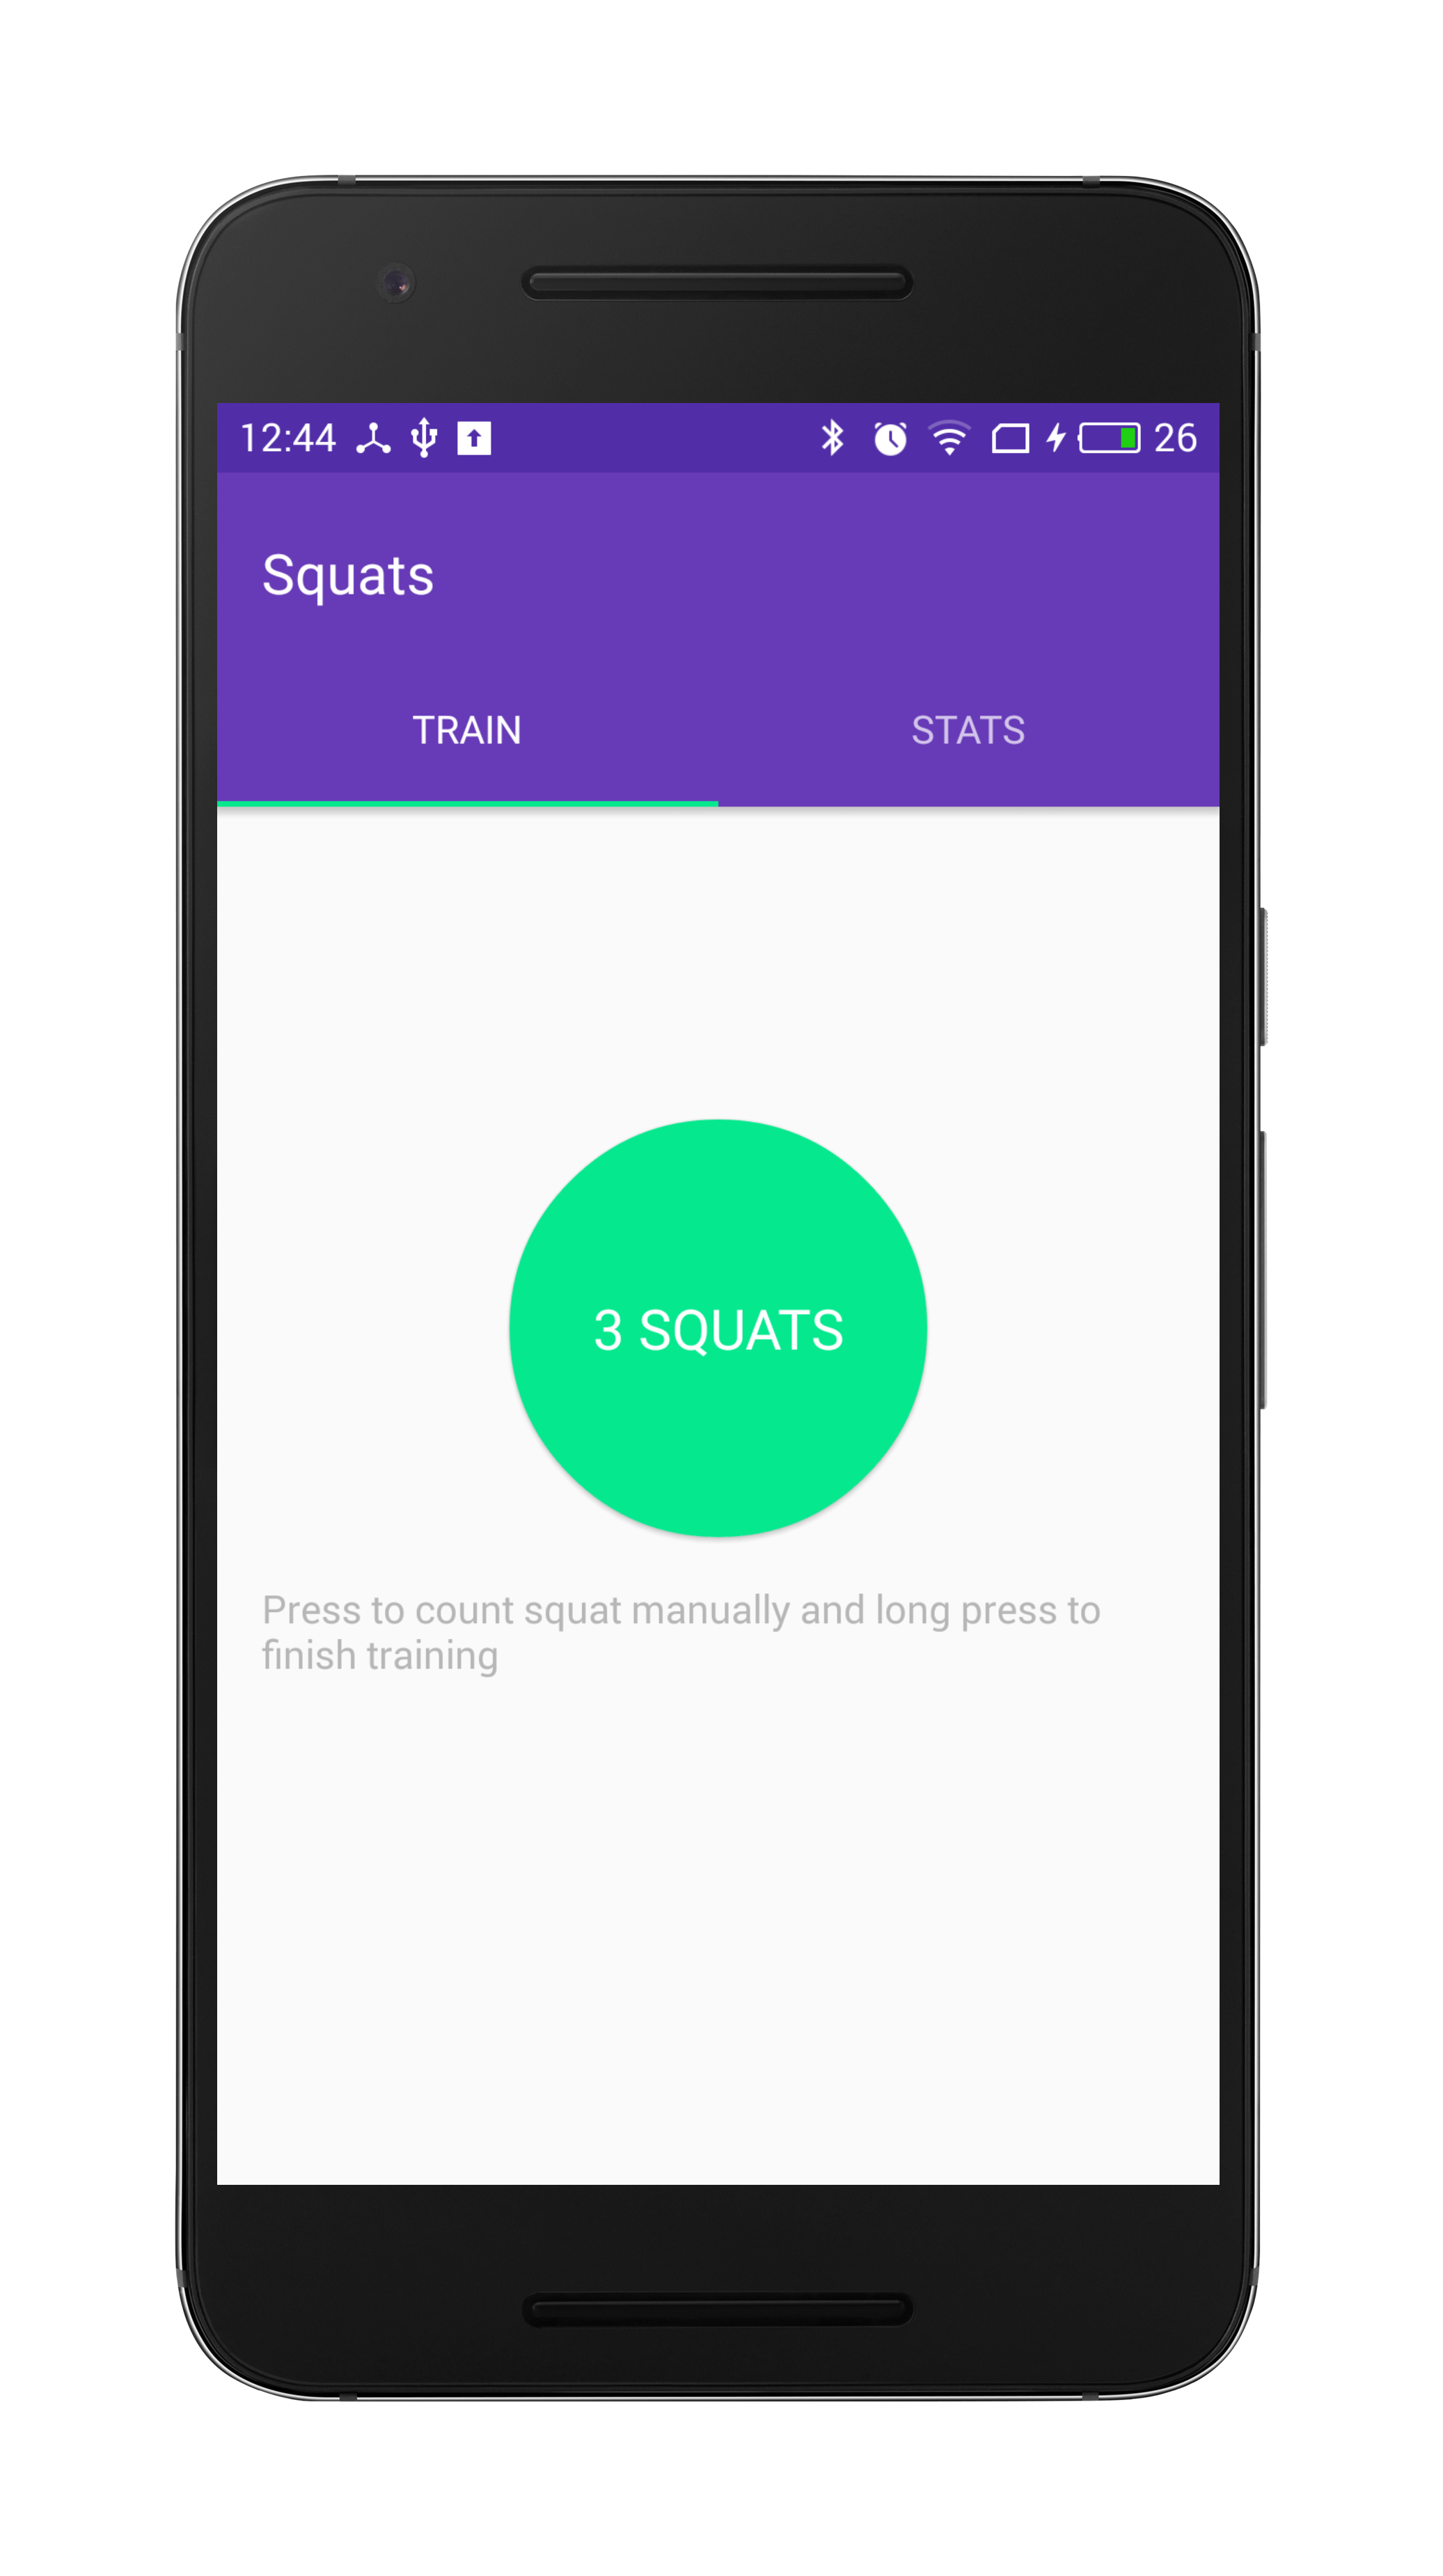 12:44 26
Squats
TRAIN STATS
3 SQUATS
Press to count squat manually and long press to
finish training